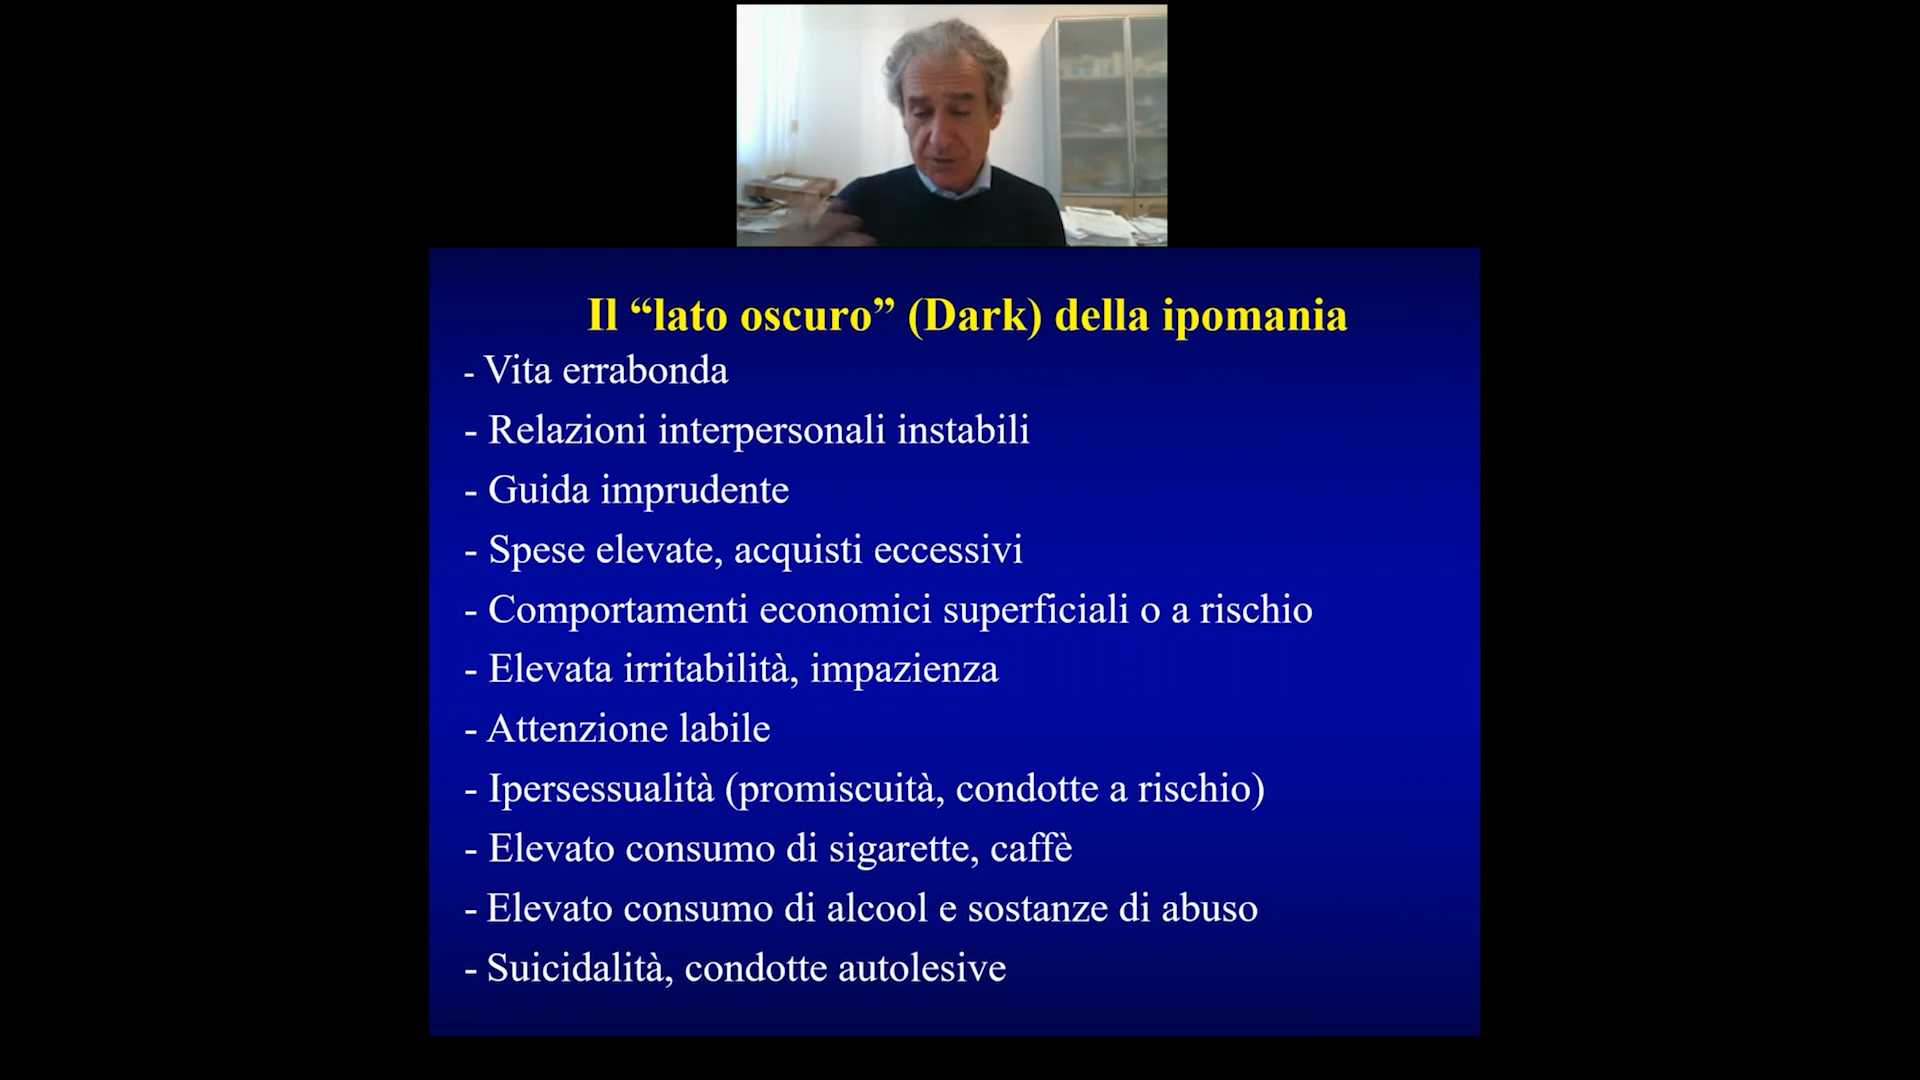 Il “lato oscuro” (Dark) della ipomania
- Vita errabonda
- Relazioni interpersonali instabili
- Guida imprudente
- Spese elevate, acquisti eccessivi
- Comportamenti economici superficiali o a rischio
- Elevata irritabilità, impazienza
- Attenzione labile
- Ipersessualità (promiscuità, condotte a rischio)
- Elevato consumo di sigarette, caffè
- Elevato consumo di alcool e sostanze di abuso
- Suicidalità, condotte autolesive